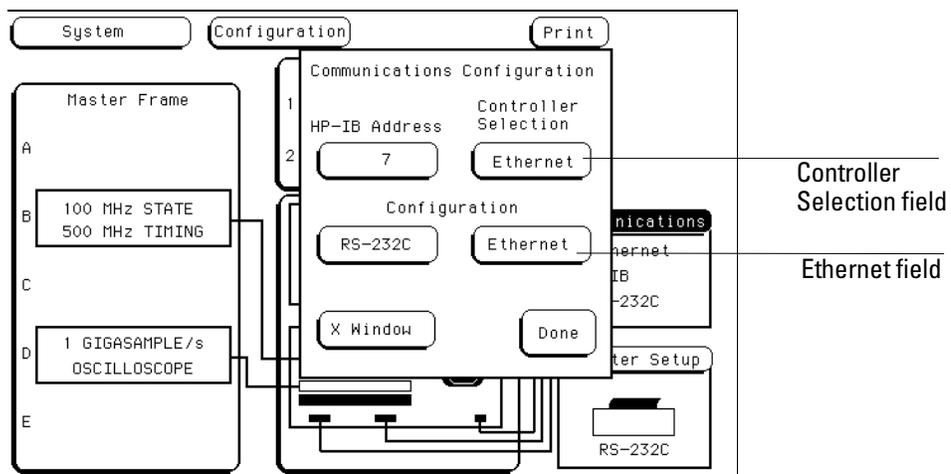 System
Configuration
Print
Master Frame
A
B
100 MHz STATE
500 MHz TIMING
C
D
1 GIGASAMPLE/s
OSCILLOSCOPE
E
1
2
Communications Configuration
HP-IB Address
7
Controller
Selection
Ethernet
Configuration
RS-232C
Ethernet
X Window
Done
RS-232C
Controller
Selection field
Ethernet field